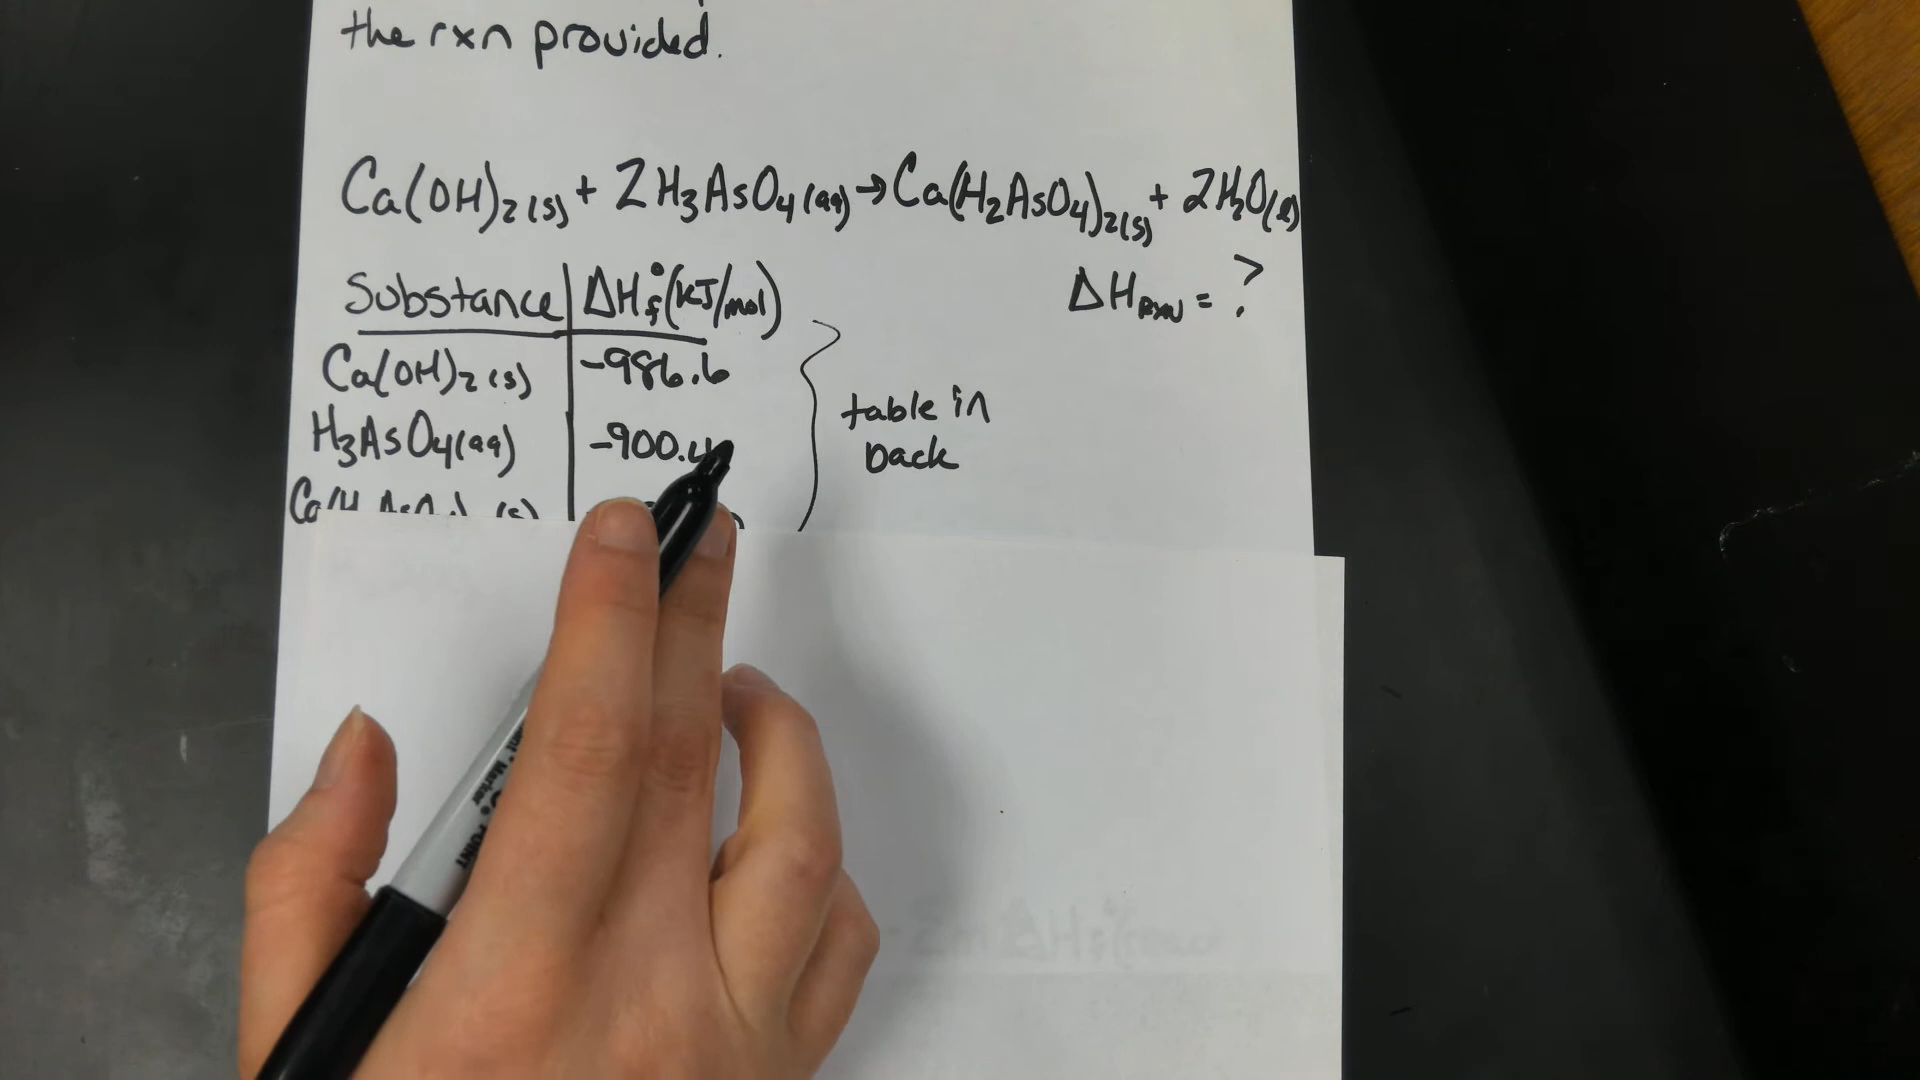 the rxn provided.
Ca(OH)₂(s) + 2H₃AsO₄(aq) → Ca(H₂AsO₄)₂(s) + 2H₂O(l)
Substance ΔH°f (kJ/mol)
ΔHRXN = ?
Ca(OH)₂(s) -986.6
H₃AsO₄(aq) -900.4
table in
back